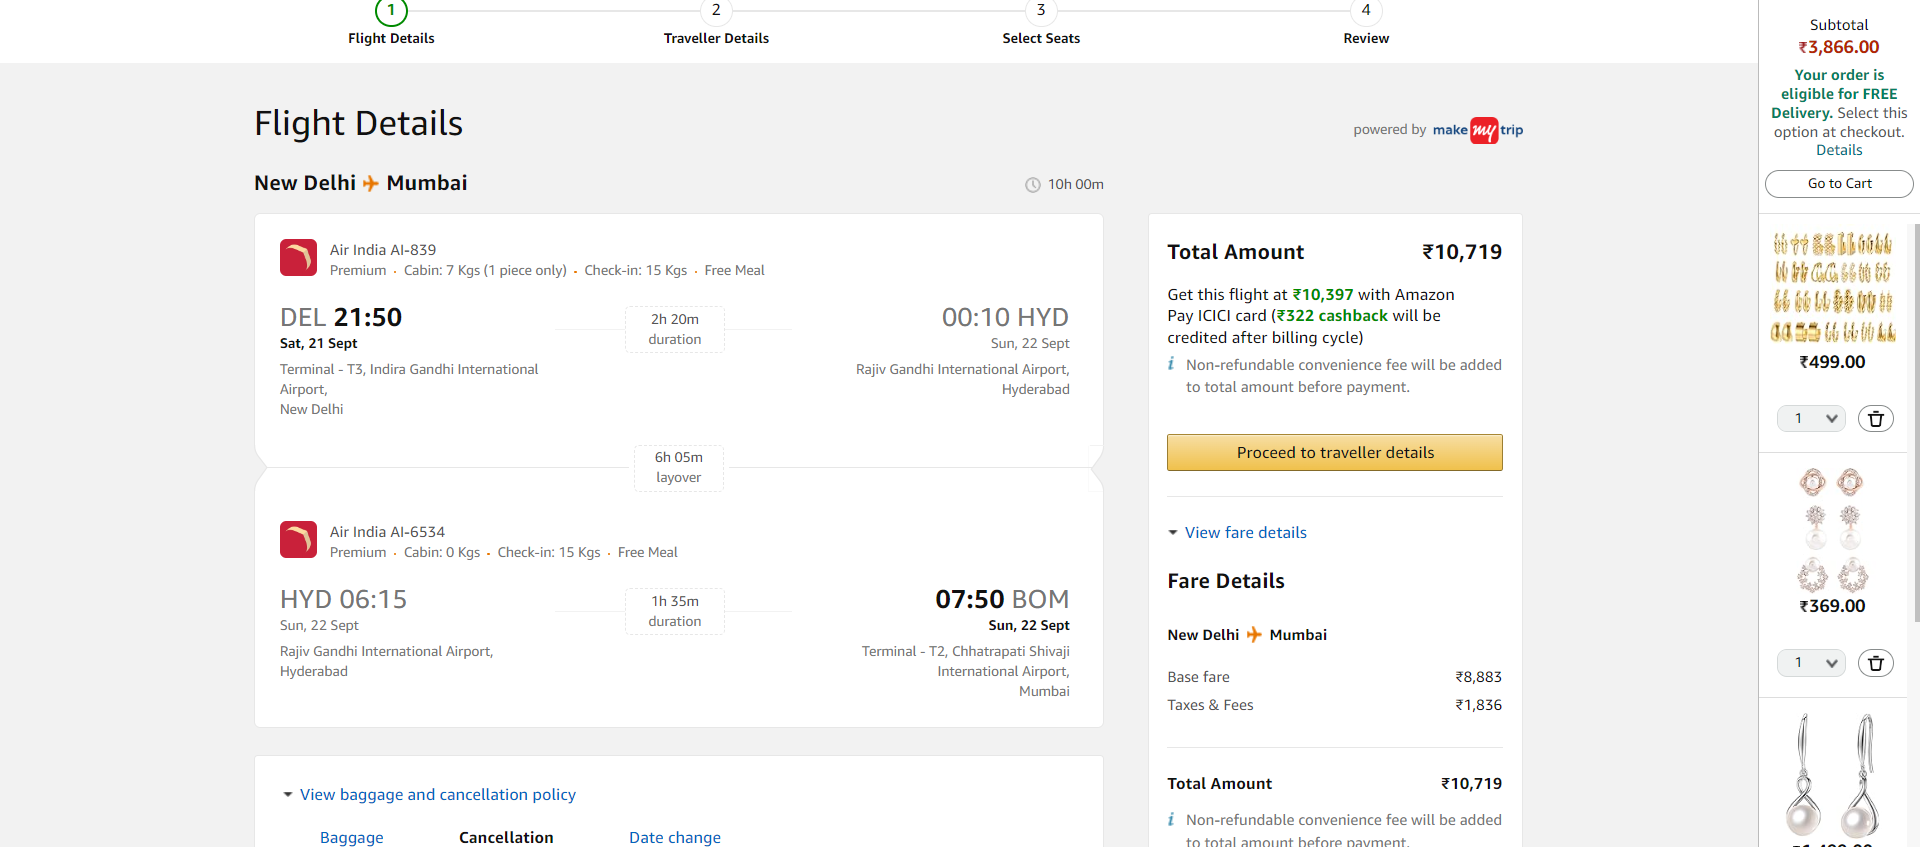 1
2
3
4
Flight Details
Traveller Details
Select Seats
Review
Flight Details
powered by make my trip
New Delhi Mumbai
10h 00m
Air India AI-839
Premium · Cabin: 7 Kgs (1 piece only) · Check-in: 15 Kgs · Free Meal
DEL 21:50
Sat, 21 Sept
Terminal - T3, Indira Gandhi International
Airport,
New Delhi
2h 20m
duration
00:10 HYD
Sun, 22 Sept
Rajiv Gandhi International Airport,
Hyderabad
6h 05m
layover
Air India AI-6534
Premium · Cabin: 0 Kgs · Check-in: 15 Kgs · Free Meal
HYD 06:15
Sun, 22 Sept
Rajiv Gandhi International Airport,
Hyderabad
1h 35m
duration
07:50 BOM
Sun, 22 Sept
Terminal - T2, Chhatrapati Shivaji
International Airport,
Mumbai
View baggage and cancellation policy
Baggage
Cancellation
Date change
Total Amount ₹10,719
Get this flight at ₹10,397 with Amazon
Pay ICICI card (₹322 cashback will be
credited after billing cycle)
i Non-refundable convenience fee will be added
to total amount before payment.
Proceed to traveller details
View fare details
Fare Details
New Delhi Mumbai
Base fare ₹8,883
Taxes & Fees ₹1,836
Total Amount ₹10,719
i Non-refundable convenience fee will be added
to total amount before payment.
Subtotal
₹3,866.00
Your order is
eligible for FREE
Delivery. Select this
option at checkout.
Details
Go to Cart
₹499.00
1
₹369.00
1